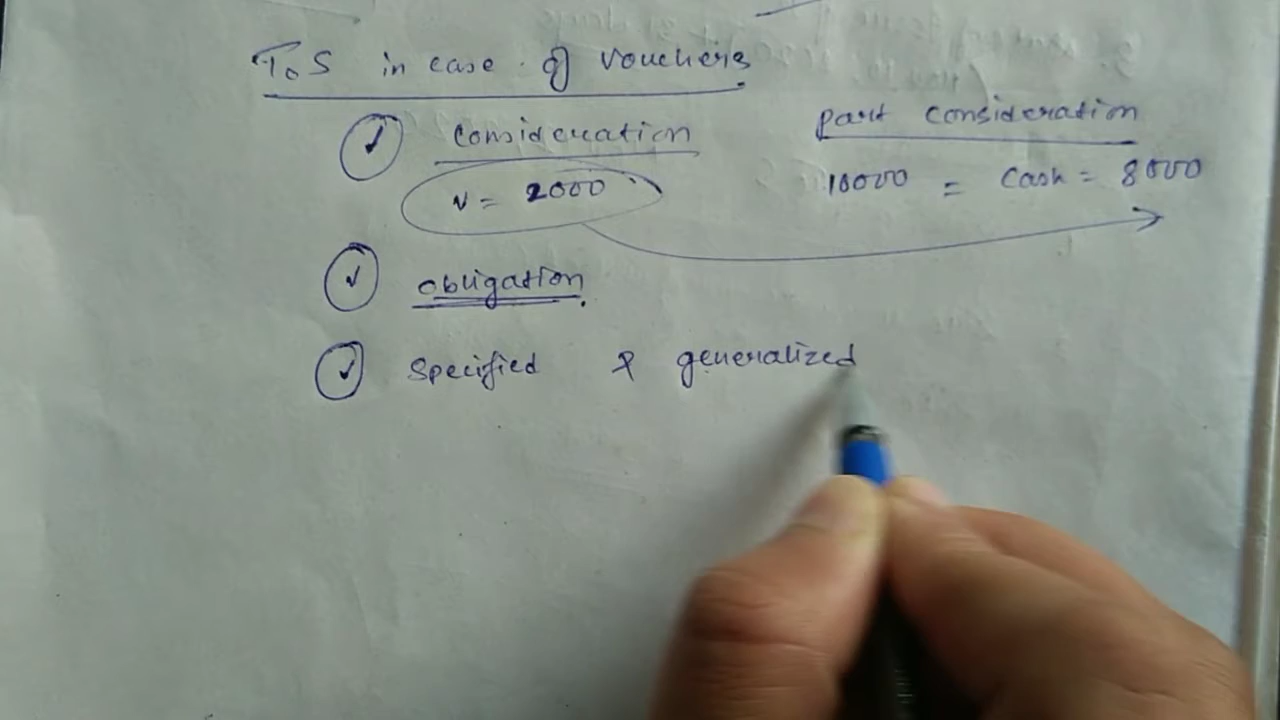 ToS in case of vouchers
consideration
part consideration
V = 2000
10000 = Cash = 8000
obligation.
Specified & generalized